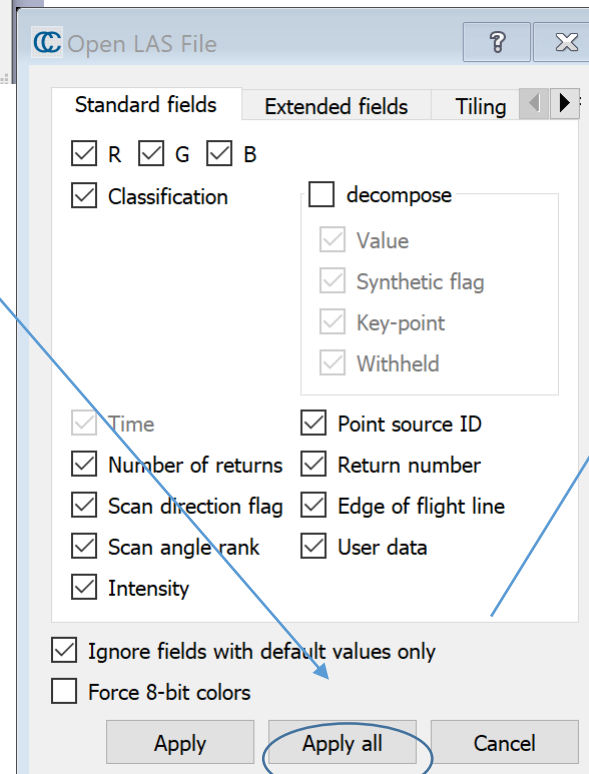 CC Open LAS File ?
Standard fields Extended fields Tiling
R G B
Classification decompose
Value
Synthetic flag
Key-point
Withheld
Time Point source ID
Number of returns Return number
Scan direction flag Edge of flight line
Scan angle rank User data
Intensity
Ignore fields with default values only
Force 8-bit colors
Apply Apply all Cancel